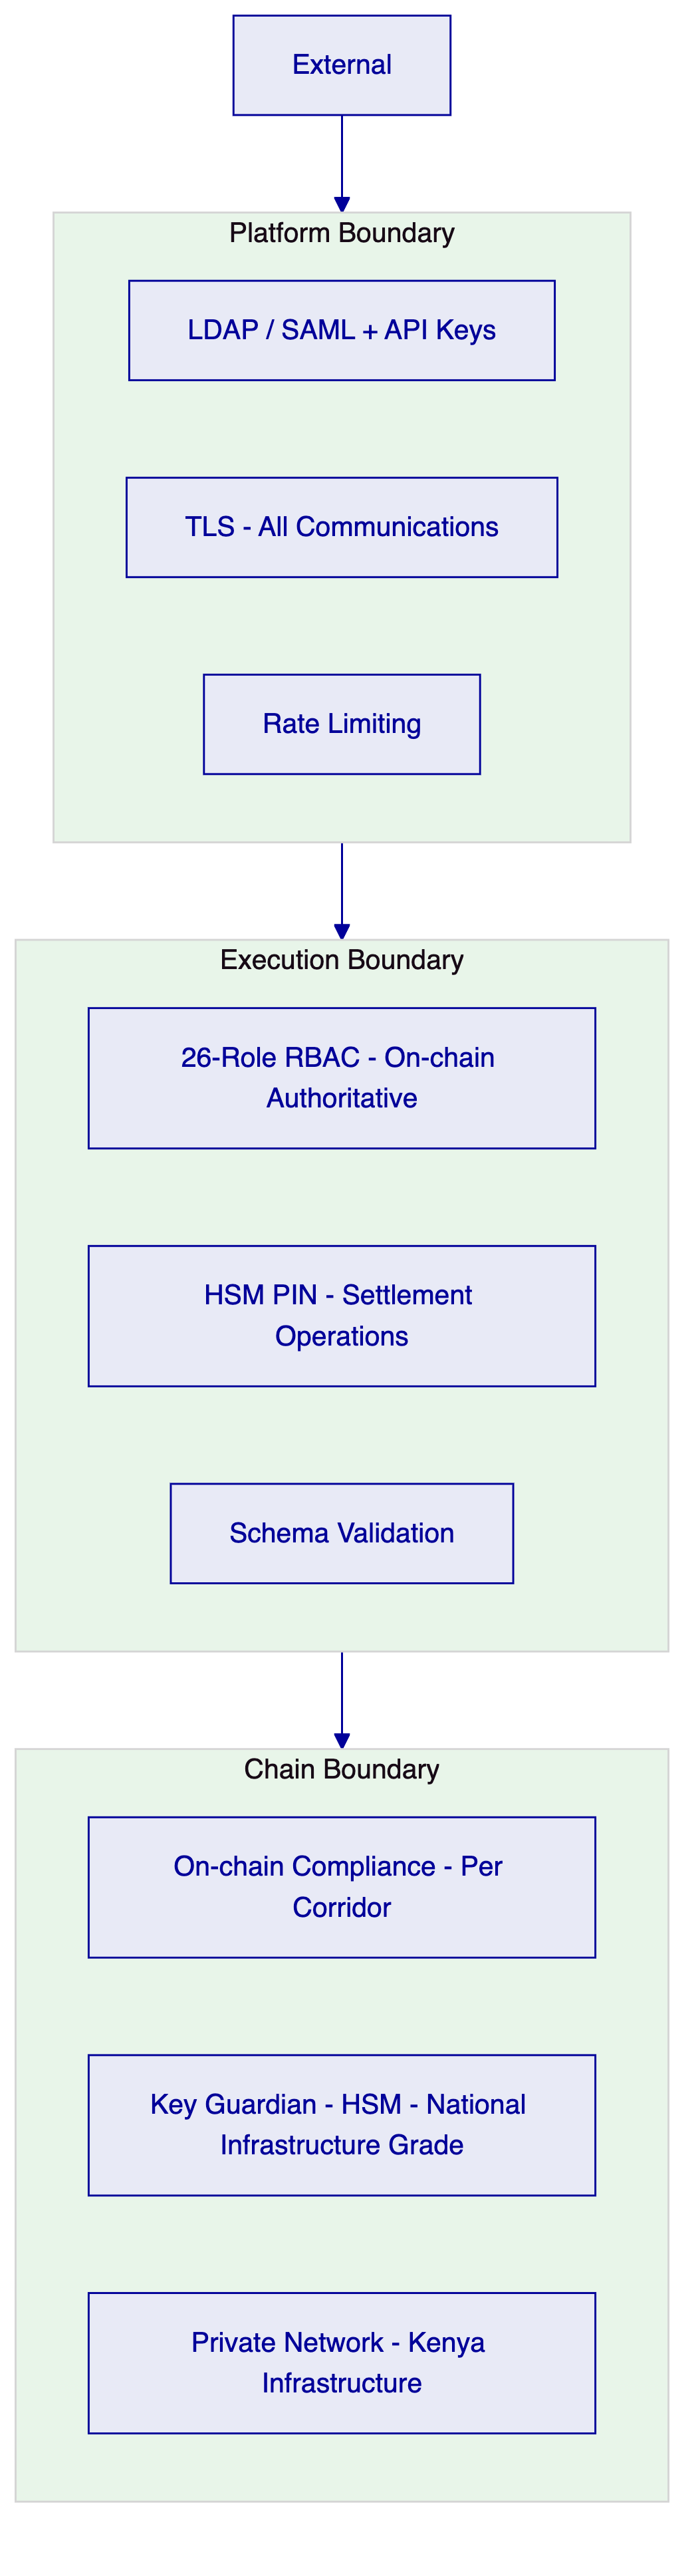 External
Platform Boundary
LDAP / SAML + API Keys
TLS - All Communications
Rate Limiting
Execution Boundary
26-Role RBAC - On-chain
Authoritative
HSM PIN - Settlement
Operations
Schema Validation
Chain Boundary
On-chain Compliance - Per
Corridor
Key Guardian - HSM - National
Infrastructure Grade
Private Network - Kenya
Infrastructure